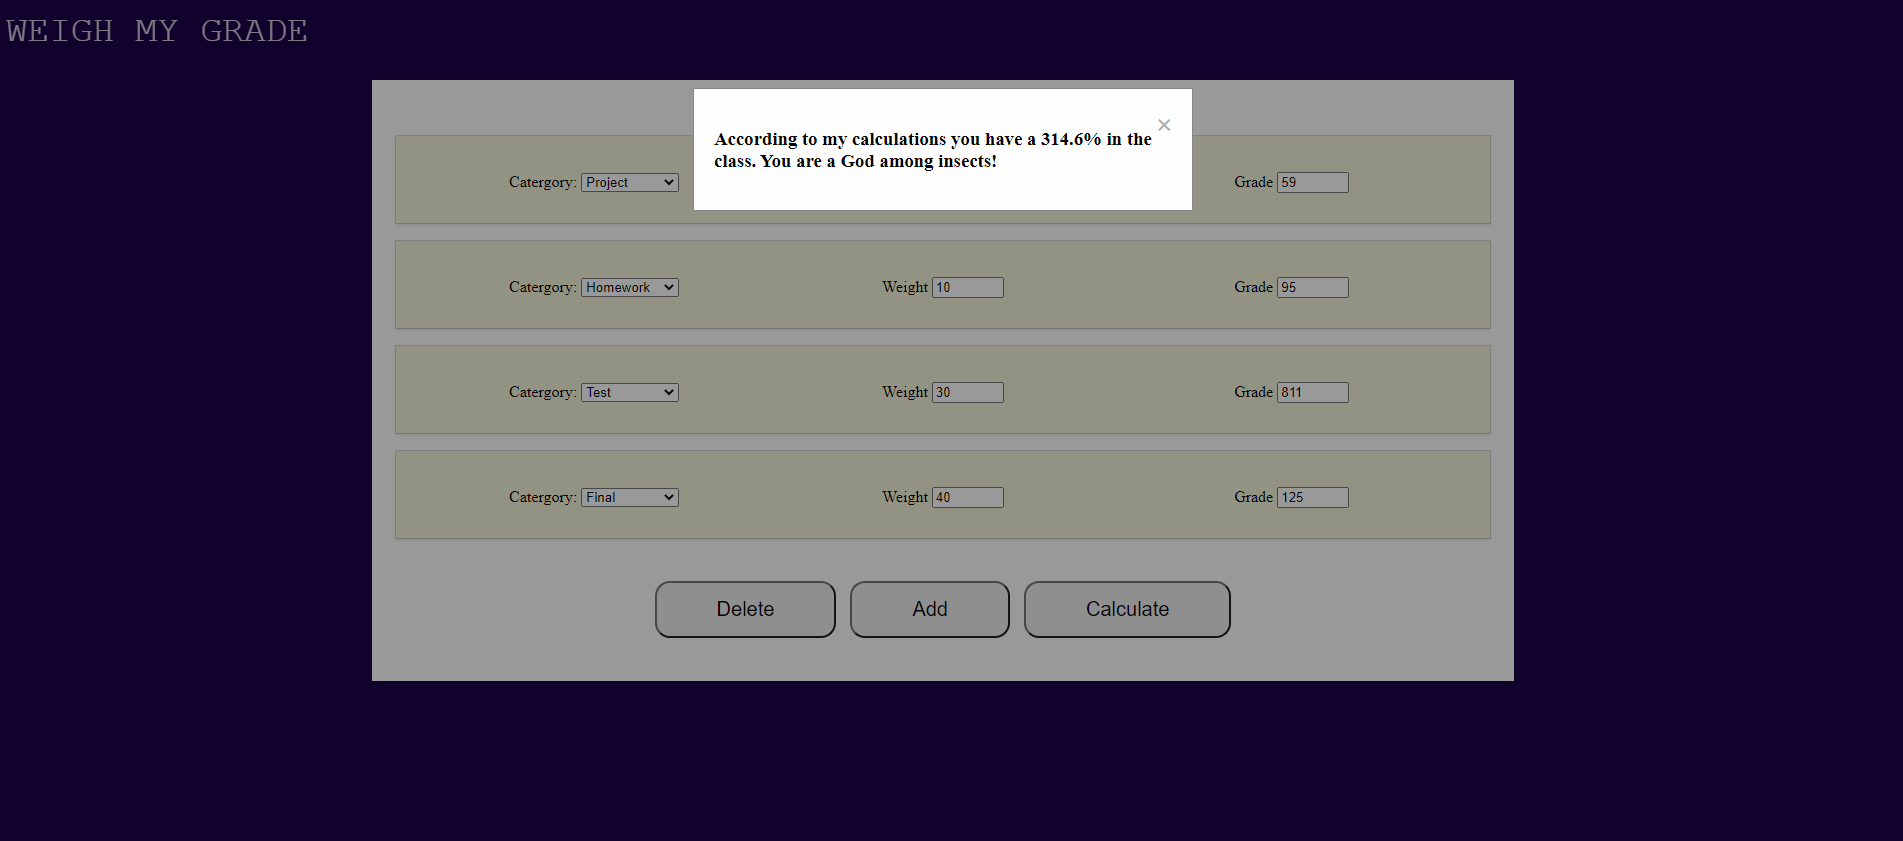 WEIGH MY GRADE
×
According to my calculations you have a 314.6% in the
class. You are a God among insects!
Catergory: Project Grade 59
Catergory: Homework Weight 10 Grade 95
Catergory: Test Weight 30 Grade 811
Catergory: Final Weight 40 Grade 125
Delete Add Calculate